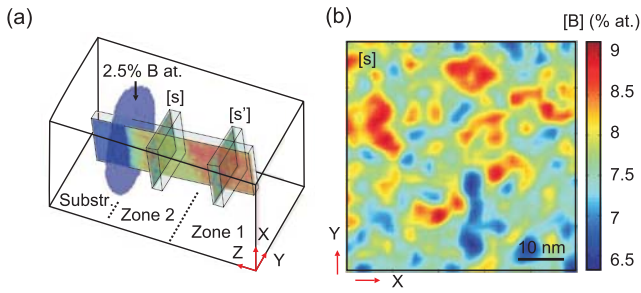 (a)
2.5% B at.
[s]
[s']
Substr.
Zone 2
Zone 1
X
Z
Y
(b)
[B] (% at.)
[s]
9
8.5
8
7.5
7
6.5
10 nm
Y
X